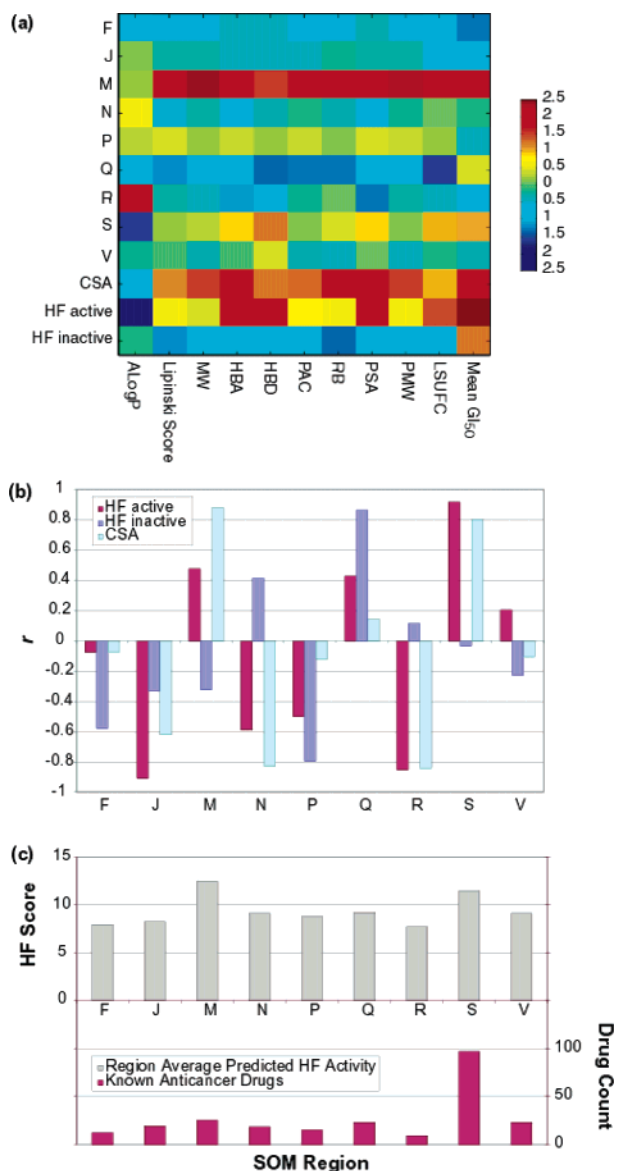 (a)
F
J
M
N
P
Q
R
S
V
CSA
HF active
HF inactive
ALogP
Lipinski Score
MW
HBA
HBD
PAC
RB
PSA
PMW
LSUFC
Mean GI50
2.5
2
1.5
1
0.5
0
0.5
1
1.5
2
2.5
(b)
HF active
HF inactive
CSA
r
1
0.8
0.6
0.4
0.2
0
-0.2
-0.4
-0.6
-0.8
-1
F J M N P Q R S V
(c)
HF Score
15
10
5
0
F J M N P Q R S V
Region Average Predicted HF Activity
Known Anticancer Drugs
100
50
0
Drug Count
SOM Region